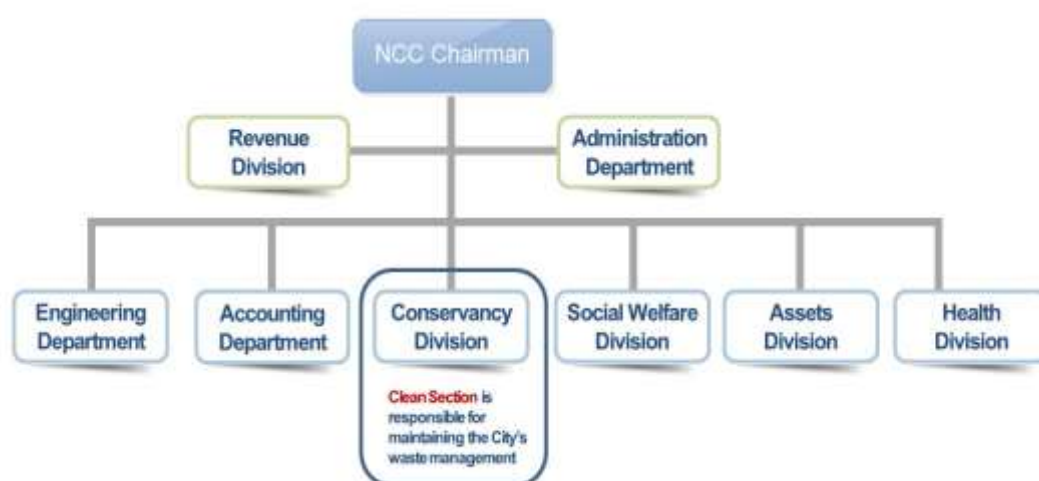 NCC Chairman
Revenue
Division
Administration
Department
Engineering
Department
Accounting
Department
Conservancy
Division
Social Welfare
Division
Assets
Division
Health
Division
Clean Section is
responsible for
maintaining the City's
waste management